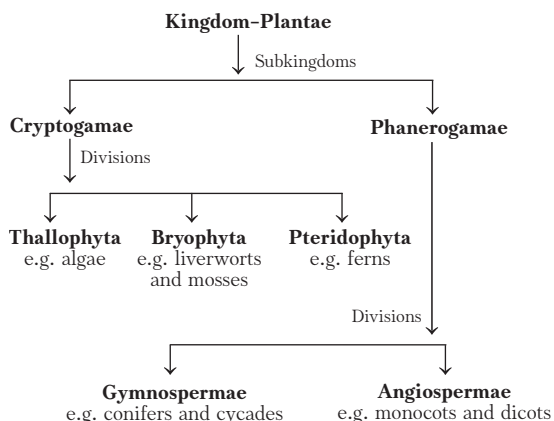 Kingdom-Plantae
Subkingdoms
Cryptogamae
Phanerogamae
Divisions
Thallophyta
e.g. algae
Bryophyta
e.g. liverworts
and mosses
Pteridophyta
e.g. ferns
Divisions
Gymnospermae
e.g. conifers and cycades
Angiospermae
e.g. monocots and dicots